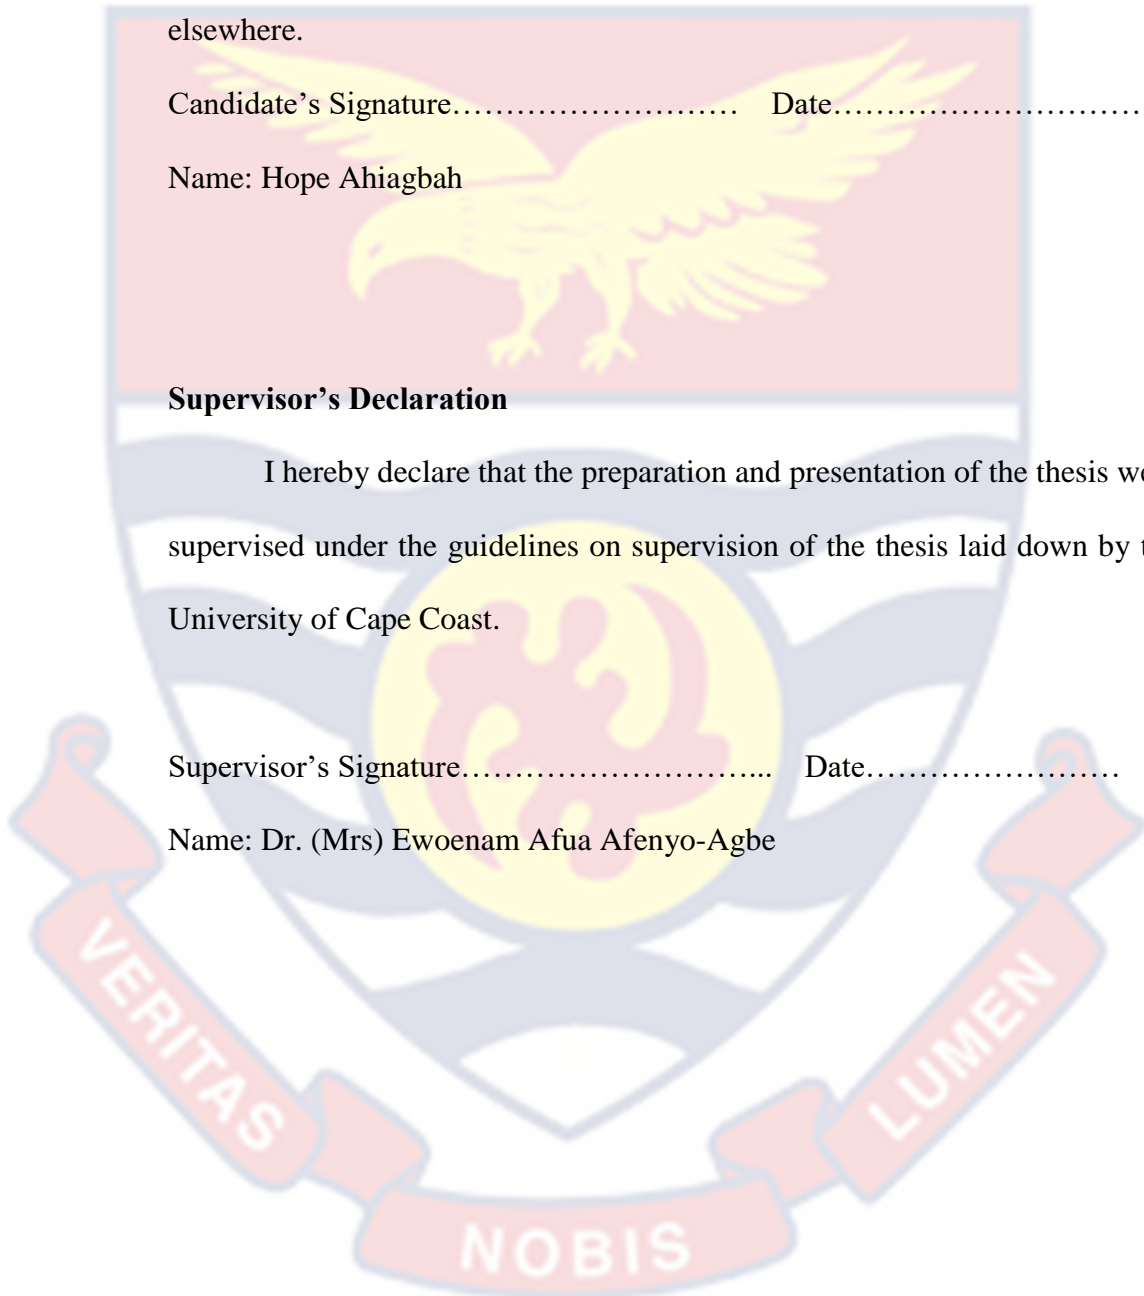 elsewhere.
Candidate’s Signature……………………… Date…………………………
Name: Hope Ahiagbah
Supervisor’s Declaration
I hereby declare that the preparation and presentation of the thesis
supervised under the guidelines on supervision of the thesis laid down by
University of Cape Coast.
Supervisor’s Signature………………………... Date……………………
Name: Dr. (Mrs) Ewoenam Afua Afenyo-Agbe
VERITAS
NOBIS
LUMEN